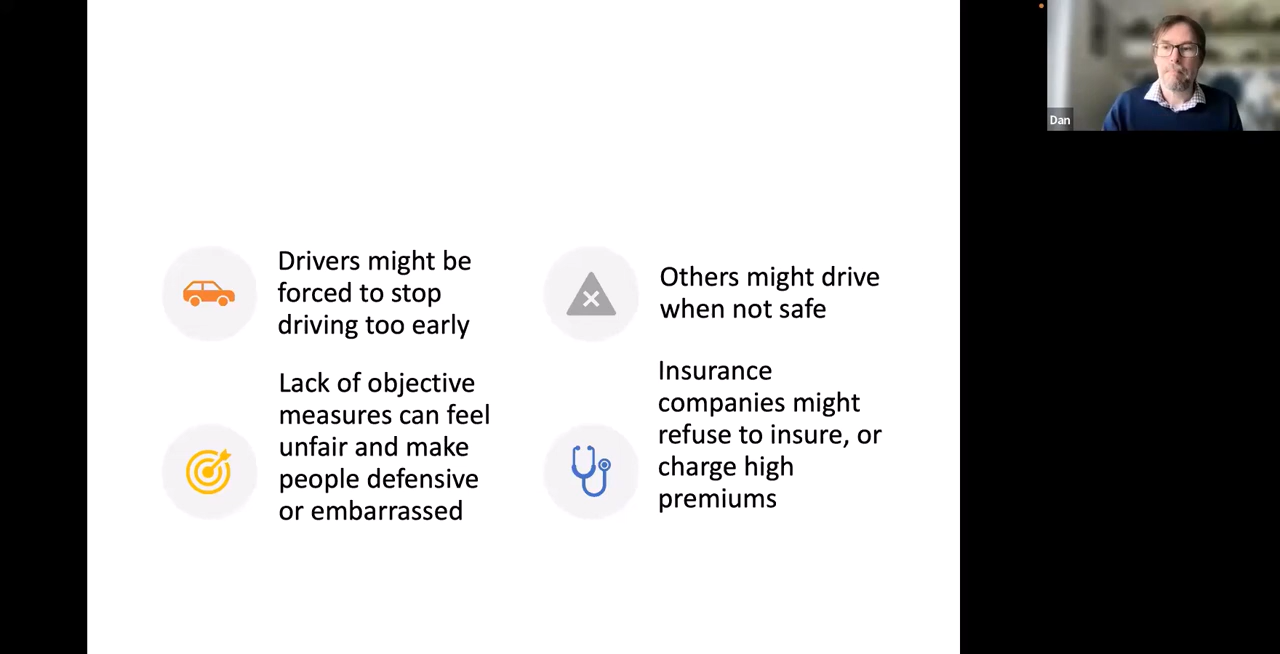 Drivers might be
forced to stop
driving too early
Others might drive
when not safe
Lack of objective
measures can feel
unfair and make
people defensive
or embarrassed
Insurance
companies might
refuse to insure, or
charge high
premiums
Dan